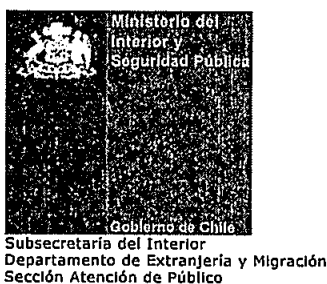 Ministerio del
Interior y
Seguridad Pública
Gobierno de Chile
Subsecretaría del Interior
Departamento de Extranjería y Migración
Sección Atención de Público